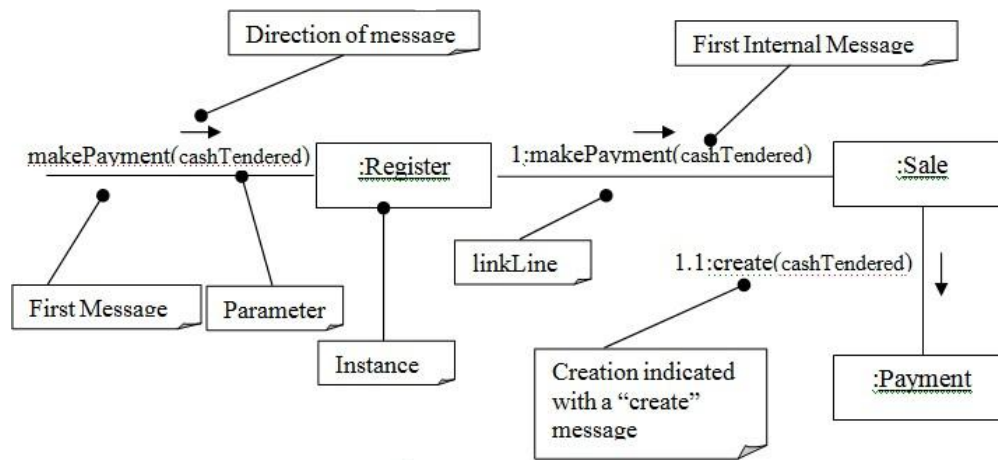 Direction of message
First Internal Message
makePayment(cashTendered)
:Register
1:makePayment(cashTendered)
:Sale
linkLine
1.1:create(cashTendered)
First Message
Parameter
Instance
Creation indicated
with a “create”
message
:Payment